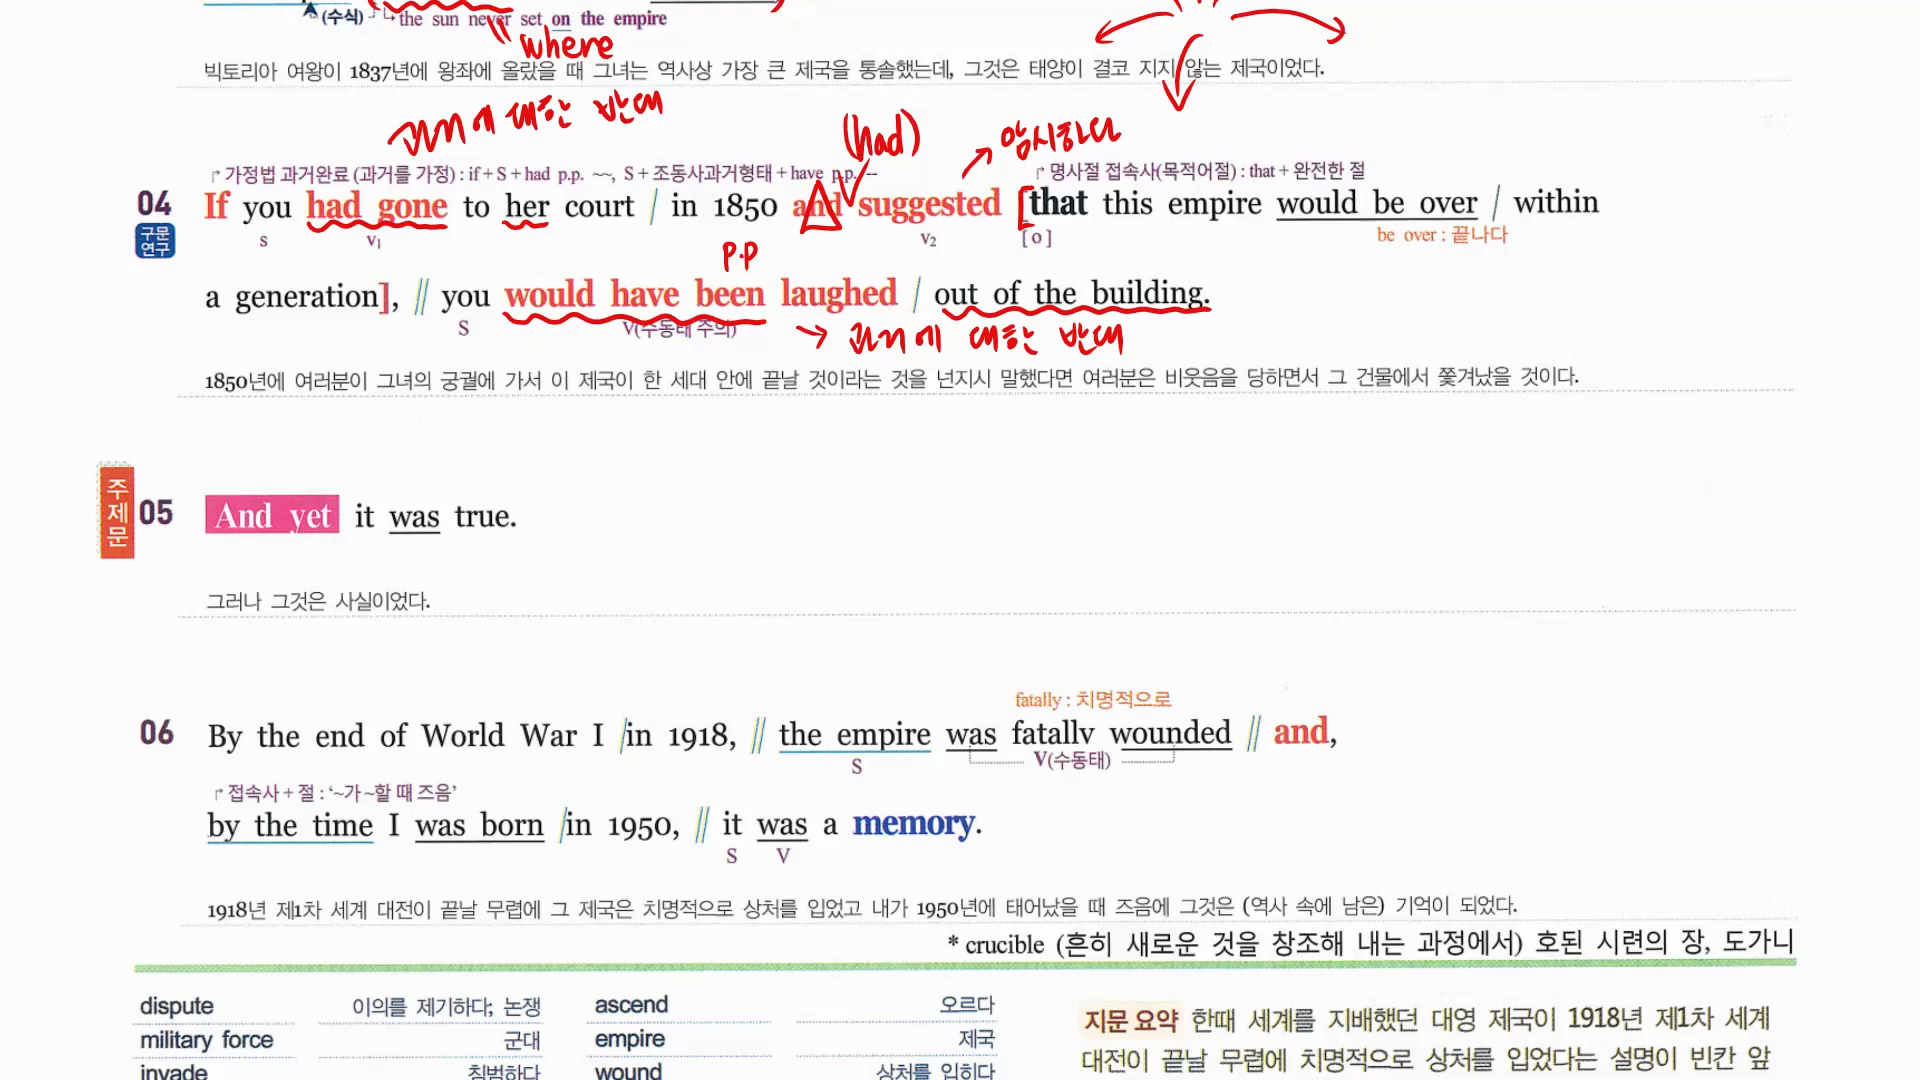 (수식) the sun never set on the empire
where
빅토리아 여왕이 1837년에 왕좌에 올랐을 때 그녀는 역사상 가장 큰 제국을 통솔했는데, 그것은 태양이 결코 지지 않는 제국이었다.
과거에 대한 반대
(had)
암시하다
가정법 과거완료 (과거를 가정) : if + S + had p.p. ~~, S + 조동사과거형태 + have p.p. --
명사절 접속사(목적어절) : that + 완전한 절
04 If you had gone to her court / in 1850 and suggested [that this empire would be over / within
구문
연구
s v₁ v₂ [ o ] be over : 끝나다
p.p
a generation], // you would have been laughed / out of the building.
S V(수동태 주의)
→ 과거에 대한 반대
1850년에 여러분이 그녀의 궁궐에 가서 이 제국이 한 세대 안에 끝날 것이라는 것을 넌지시 말했다면 여러분은 비웃음을 당하면서 그 건물에서 쫓겨났을 것이다.
주제문
05 And yet it was true.
그러나 그것은 사실이었다.
fatally : 치명적으로
06 By the end of World War I /in 1918, // the empire was fatally wounded // and,
S V(수동태)
접속사 + 절 : ‘~가 ~할 때 즈음’
by the time I was born /in 1950, // it was a memory.
S V
1918년 제1차 세계 대전이 끝날 무렵에 그 제국은 치명적으로 상처를 입었고 내가 1950년에 태어났을 때 즈음에 그것은 (역사 속에 남은) 기억이 되었다.
* crucible (흔히 새로운 것을 창조해 내는 과정에서) 호된 시련의 장, 도가니
dispute 이의를 제기하다; 논쟁 ascend 오르다
military force 군대 empire 제국
invade 침범하다 wound 상처를 입히다
지문 요약 한때 세계를 지배했던 대영 제국이 1918년 제1차 세계
대전이 끝날 무렵에 치명적으로 상처를 입었다는 설명이 빈칸 앞